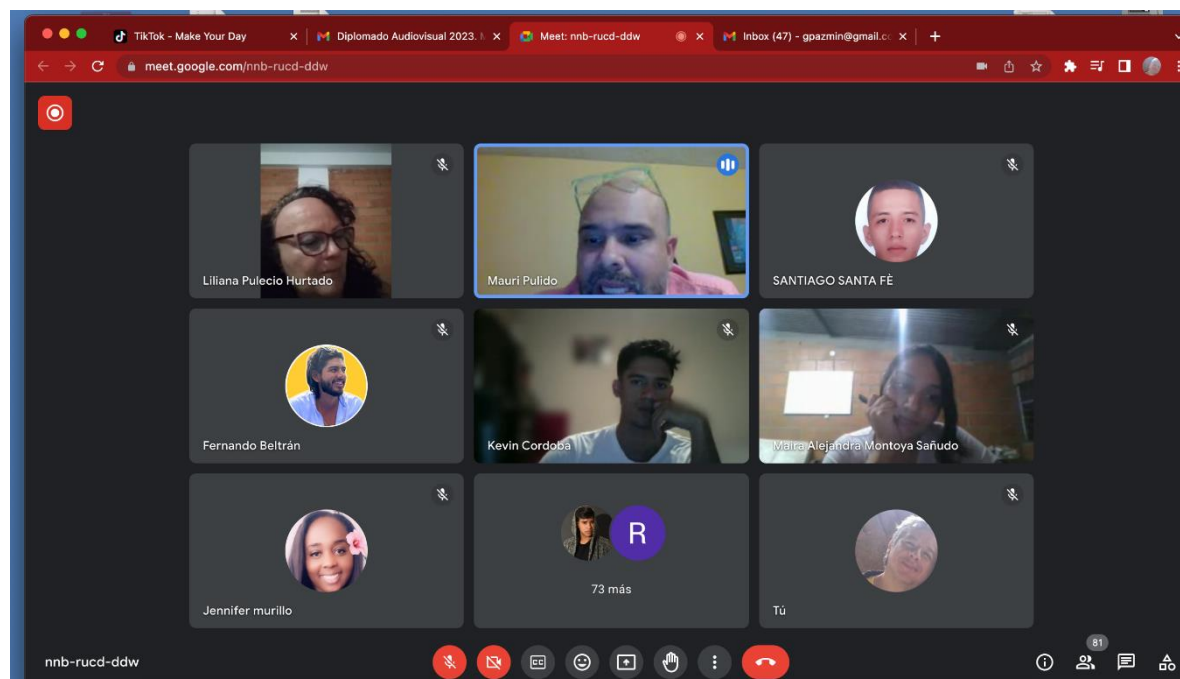 TikTok - Make Your Day
Diplomado Audiovisual 2023.
Meet: nnb-rucd-ddw
Inbox (47) - gpazmin@gmail.cc
meet.google.com/nnb-rucd-ddw
Liliana Pulecio Hurtado
Mauri Pulido
SANTIAGO SANTA FÈ
Fernando Beltrán
Kevin Cordoba
Maira Alejandra Montoya Sañudo
Jennifer murillo
R
73 más
Tú
nnb-rucd-ddw
CC
81